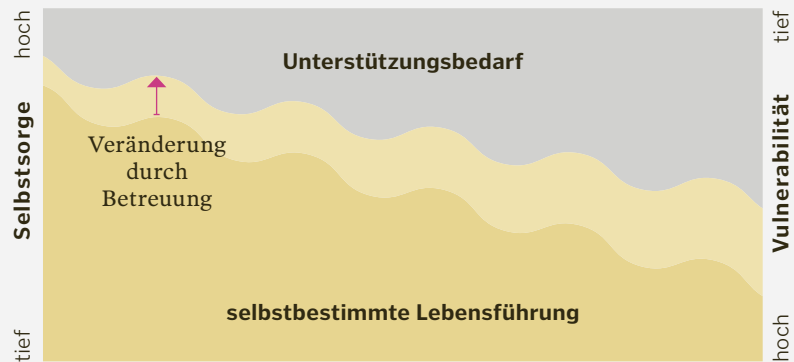 hoch
Selbstsorge
tief
Unterstützungsbedarf
Veränderung
durch
Betreuung
selbstbestimmte Lebensführung
tief
Vulnerabilität
hoch